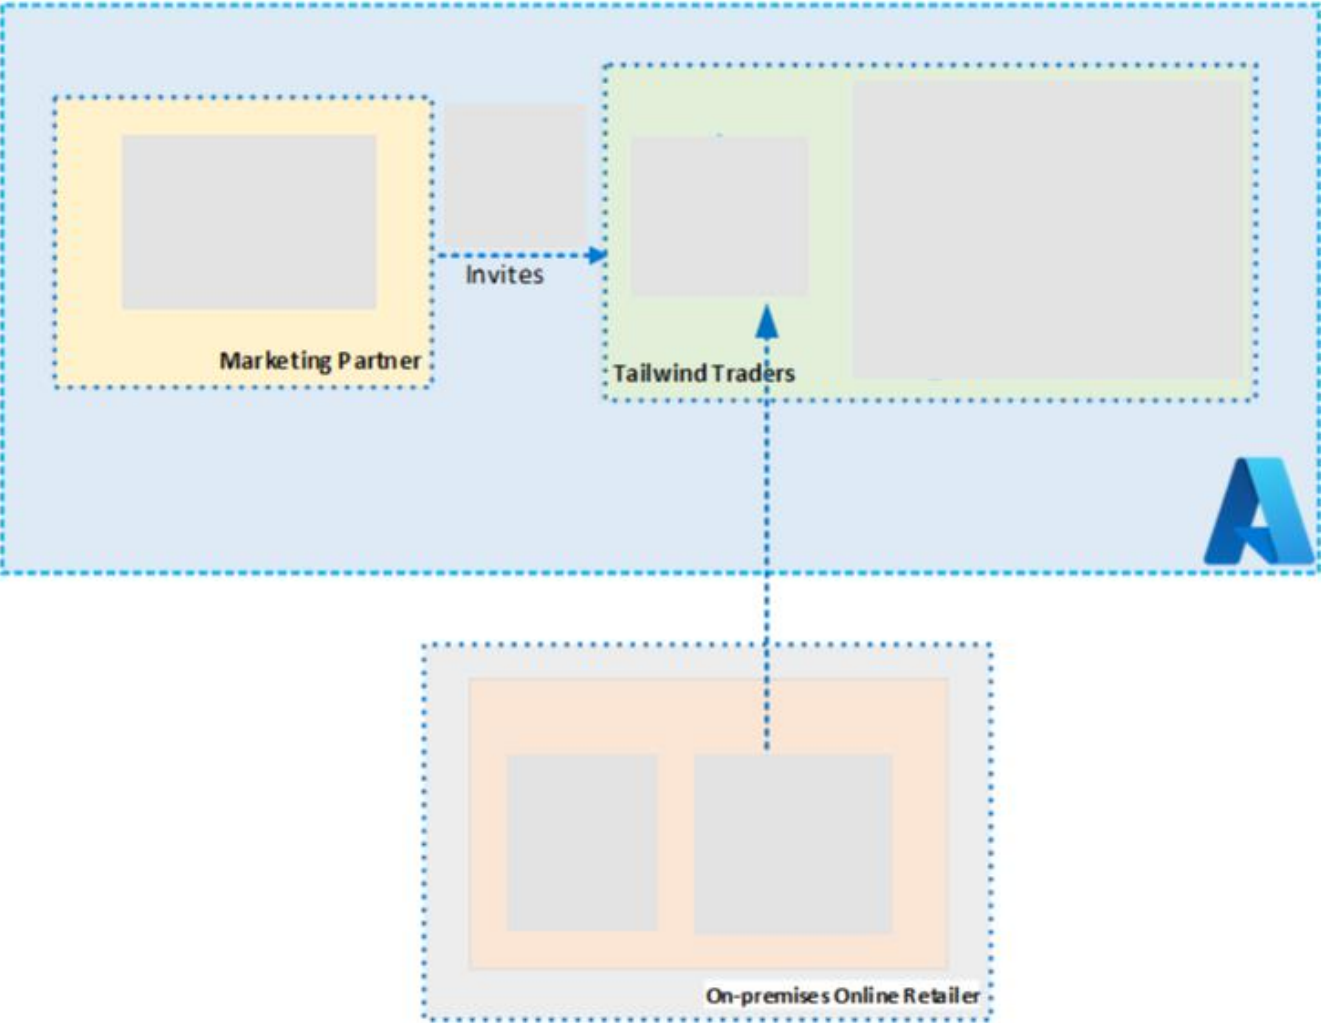 Invites
Marketing Partner
Tailwind Traders
On-premises Online Retailer